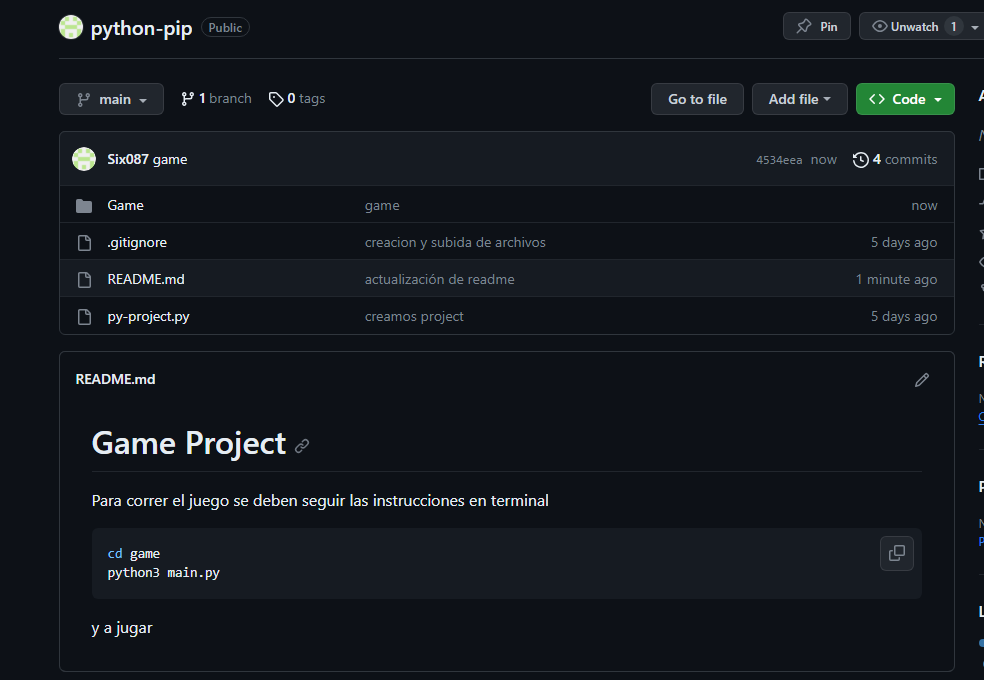 python-pip Public Pin Unwatch 1
main 1 branch 0 tags Go to file Add file Code
Six087 game 4534eea now 4 commits
Game game now
.gitignore creacion y subida de archivos 5 days ago
README.md actualización de readme 1 minute ago
py-project.py creamos project 5 days ago
README.md
Game Project
Para correr el juego se deben seguir las instrucciones en terminal
cd game
python3 main.py
y a jugar